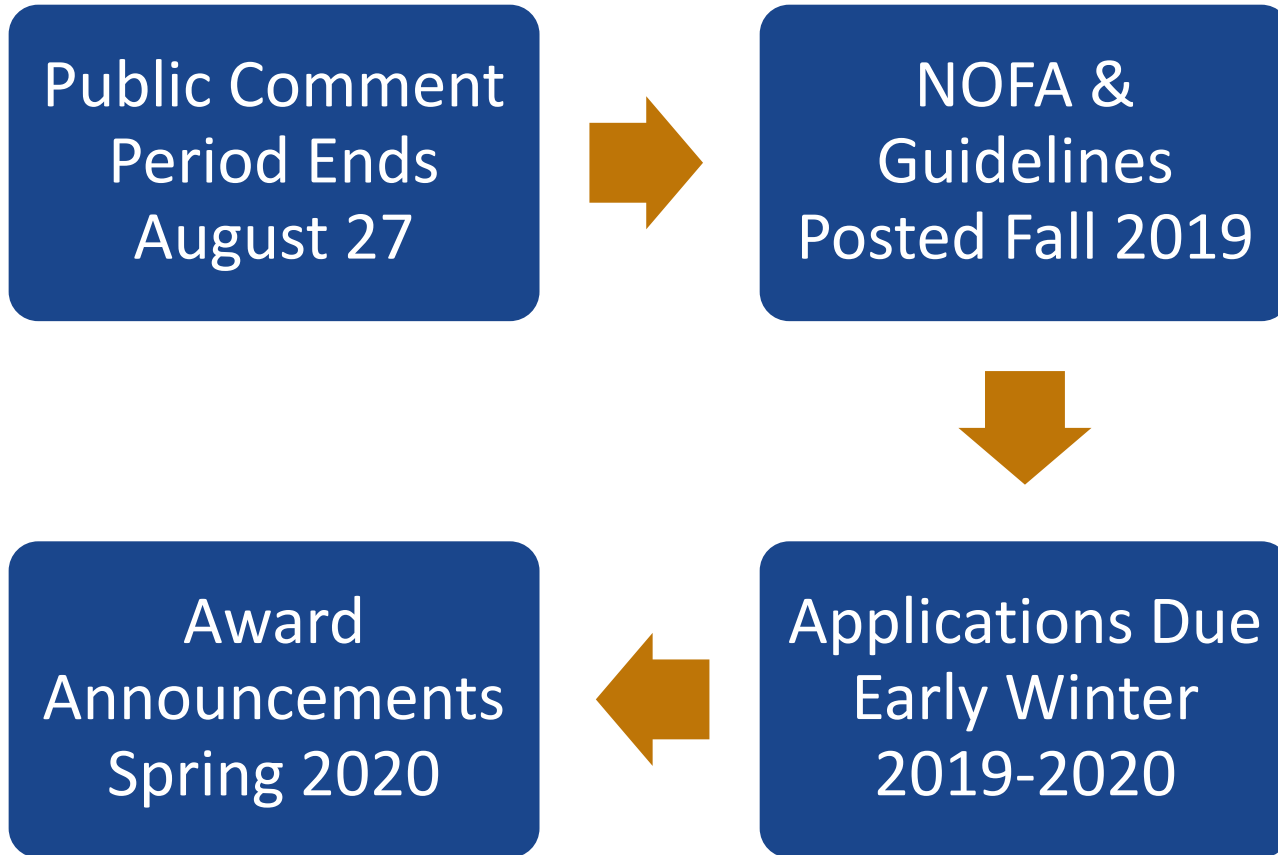 Public Comment
Period Ends
August 27
NOFA &
Guidelines
Posted Fall 2019
Applications Due
Early Winter
2019-2020
Award
Announcements
Spring 2020